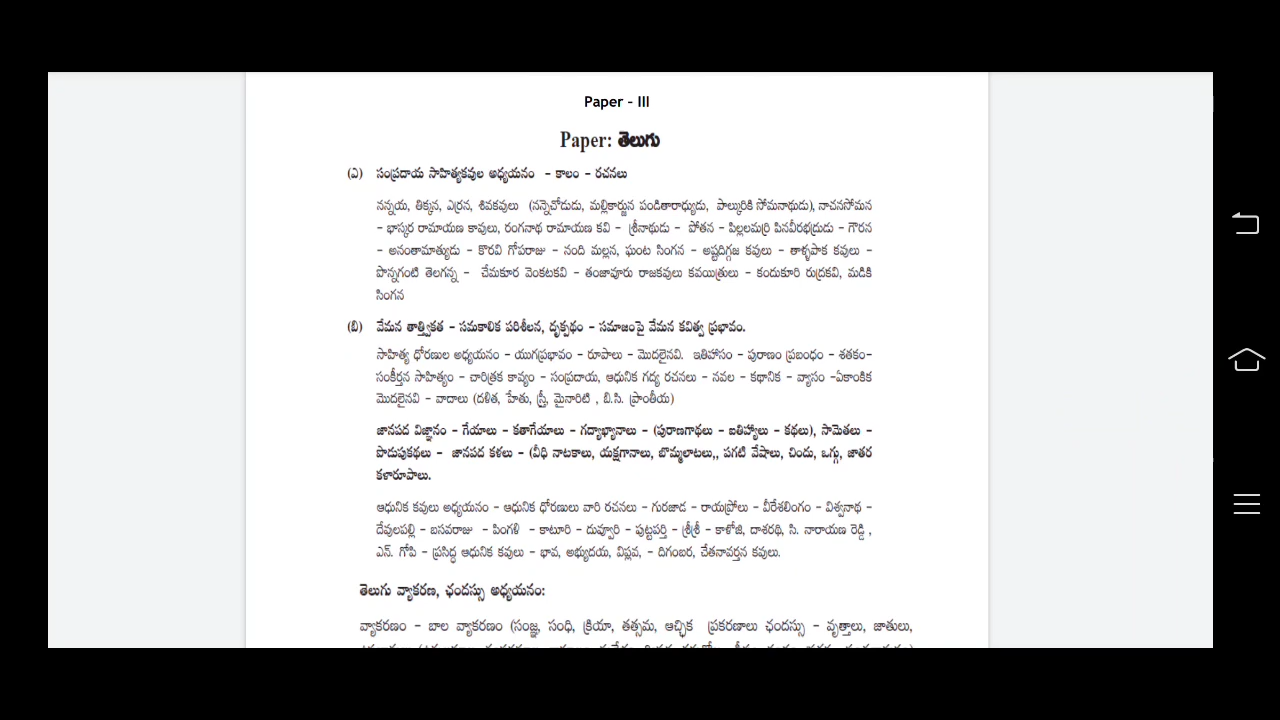 Paper - III
Paper: తెలుగు
(ఎ) సంప్రదాయ సాహిత్యకవుల అధ్యయనం - కాలం - రచనలు
నన్నయ, తిక్కన, ఎర్రన, శివకవులు (నన్నెచోడుడు, మల్లికార్జున పండితారాధ్యుడు, పాల్కురికి సోమనాథుడు), నాచనసోమన
- భాస్కర రామాయణ కావులు, రంగనాథ రామాయణ కవి - శ్రీనాథుడు - పోతన - పిల్లలమర్రి పినవీరభద్రుడు - గౌరన
- అనంతామాత్యుడు - కొరవి గోపరాజు - నంది మల్లన, ఘంట సింగన - అష్టదిగ్గజ కవులు - తాళ్ళపాక కవులు -
పొన్నగంటి తెలగన్న - చేమకూర వెంకటకవి - తంజావూరు రాజకవులు కవయిత్రులు - కందుకూరి రుద్రకవి, మడికి
సింగన
(బి) వేమన తాత్త్వికత - సమకాలిక పరిశీలన, దృక్పథం - సమాజంపై వేమన కవిత్వ ప్రభావం.
సాహిత్య ధోరణుల అధ్యయనం - యుగప్రభావం - రూపాలు - మొదలైనవి. ఇతిహాసం - పురాణం ప్రబంధం - శతకం-
సంకీర్తన సాహిత్యం - చారిత్రక కావ్యం - సంప్రదాయ, ఆధునిక గద్య రచనలు - నవల - కథానిక - వ్యాసం -ఏకాంకిక
మొదలైనవి - వాదాలు (దళిత, హేతు, స్త్రీ, మైనారిటి , బి.సి. ప్రాంతీయ)
జానపద విజ్ఞానం - గేయాలు - కతాగేయాలు - గద్యాఖ్యానాలు - (పురాణగాథలు - ఐతిహ్యాలు - కథలు), సామెతలు -
పొడుపుకథలు - జానపద కళలు - (వీధి నాటకాలు, యక్షగానాలు, బొమ్మలాటలు,, పగటి వేషాలు, చిందు, ఒగ్గు, జాతర
కళారూపాలు.
ఆధునిక కవులు అధ్యయనం - ఆధునిక ధోరణులు వారి రచనలు - గురజాడ - రాయప్రోలు - వీరేశలింగం - విశ్వనాథ -
దేవులపల్లి - బసవరాజు - పింగళి - కాటూరి - దువ్వూరి - పుట్టపర్తి - శ్రీశ్రీ - కాళోజి, దాశరథి, సి. నారాయణ రెడ్డి ,
ఎన్. గోపి - ప్రసిద్ధ ఆధునిక కవులు - భావ, అభ్యుదయ, విప్లవ, - దిగంబర, చేతనావర్తన కవులు.
తెలుగు వ్యాకరణ, ఛందస్సు అధ్యయనం:
వ్యాకరణం - బాల వ్యాకరణం (సంజ్ఞ, సంధి, క్రియా, తత్సమ, ఆచ్ఛిక ప్రకరణాలు ఛందస్సు - వృత్తాలు, జాతులు,